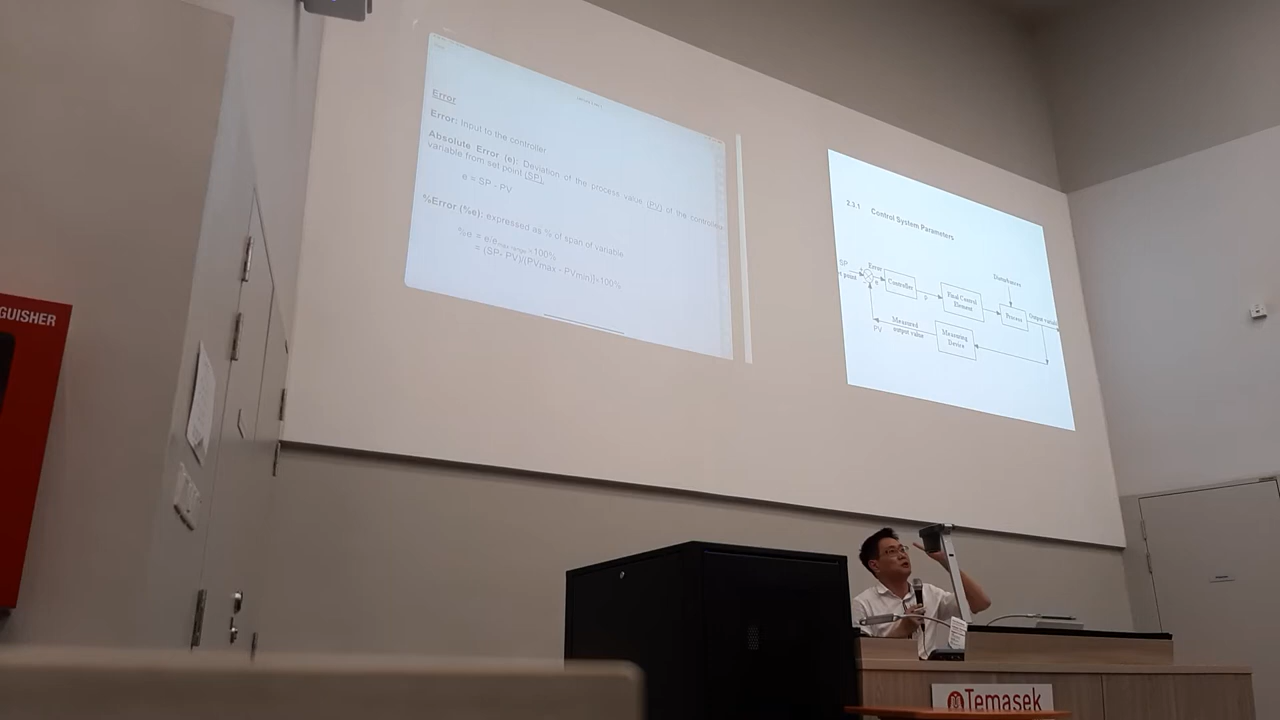 GUISHER
Error
Error: Input to the controller
Absolute Error (e): Deviation of the process value (PV) of the controlled
variable from set point (SP)
e = SP - PV
%Error (%e): expressed as % of span of variable
%e = e/emax range ×100%
= (SP- PV)/(PVmax - PVmin)]×100%
2.3.1 Control System Parameters
SP
t point
Error
e
Controller
P
Final Control
Element
Disturbances
Process
Output variable
Measured
output value
PV
Measuring
Device
Temasek